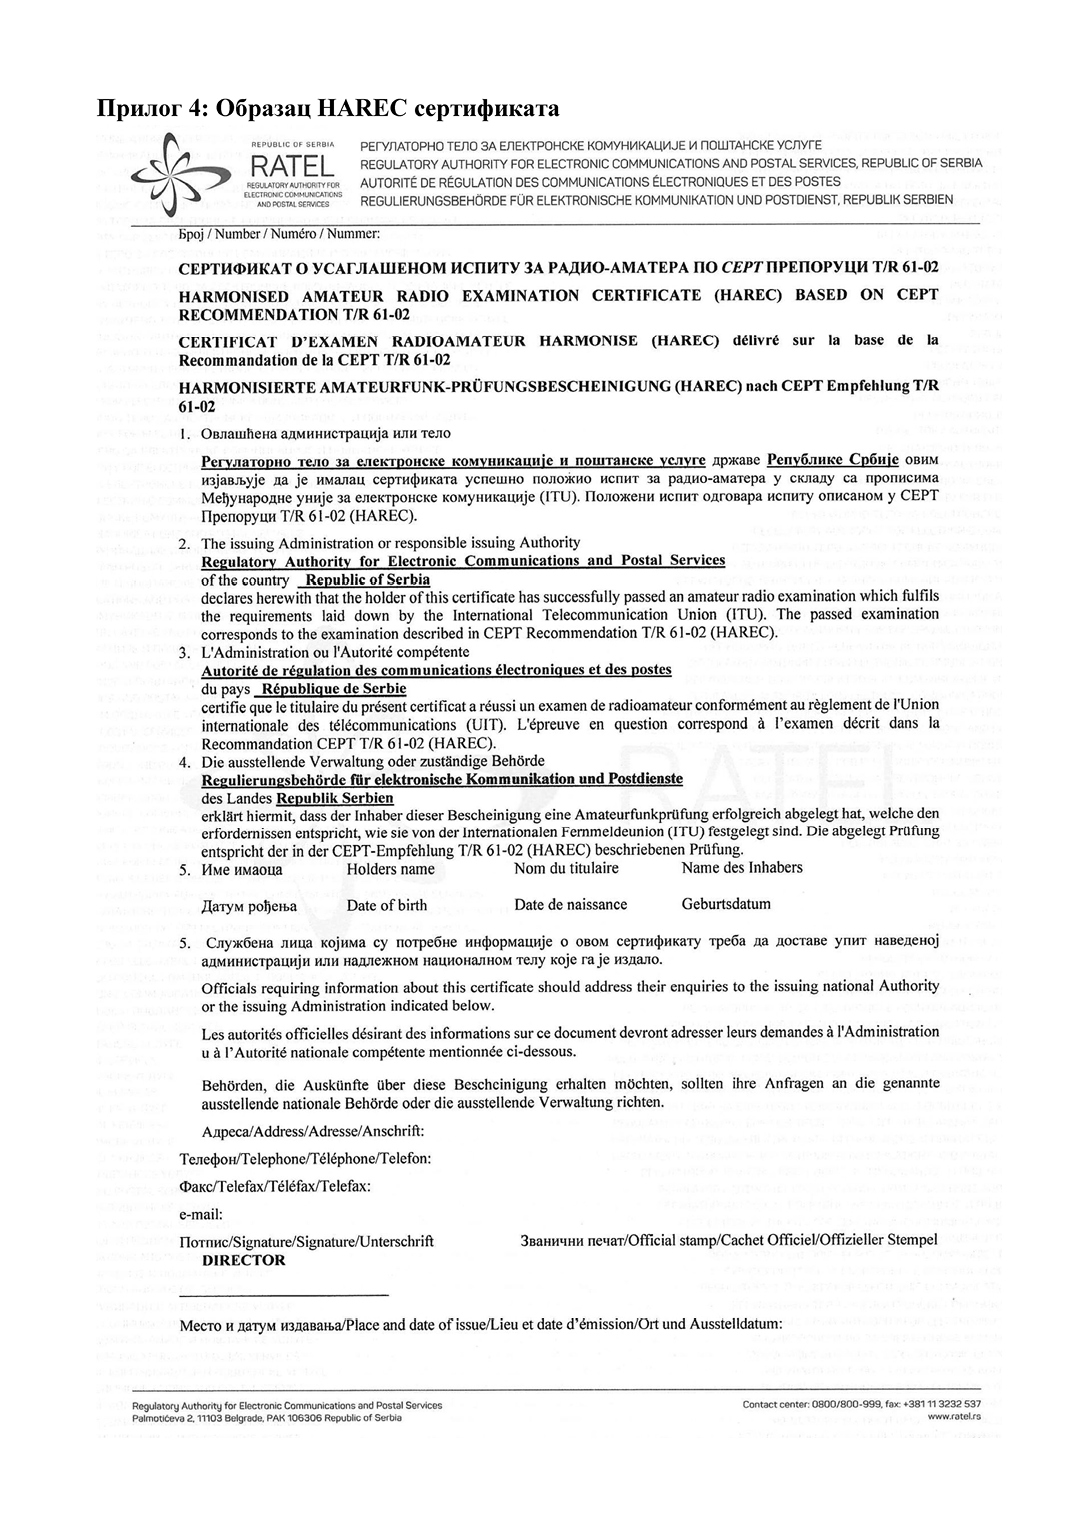 Прилог 4: Образац HAREC сертификата
REPUBLIC OF SERBIA
RATEL
REGULATORY AUTHORITY FOR
ELECTRONIC COMMUNICATIONS
AND POSTAL SERVICES
РЕГУЛАТОРНО ТЕЛО ЗА ЕЛЕКТРОНСКЕ КОМУНИКАЦИЈЕ И ПОШТАНСКЕ УСЛУГЕ
REGULATORY AUTHORITY FOR ELECTRONIC COMMUNICATIONS AND POSTAL SERVICES, REPUBLIC OF SERBIA
AUTORITÉ DE RÉGULATION DES COMMUNICATIONS ÉLECTRONIQUES ET DES POSTES
REGULIERUNGSBEHÖRDE FÜR ELEKTRONISCHE KOMMUNIKATION UND POSTDIENST, REPUBLIK SERBIEN
Број / Number / Numéro / Nummer:
СЕРТИФИКАТ О УСАГЛАШЕНОМ ИСПИТУ ЗА РАДИО-АМАТЕРА ПО CEPT ПРЕПОРУЦИ T/R 61-02
HARMONISED AMATEUR RADIO EXAMINATION CERTIFICATE (HAREC) BASED ON CEPT
RECOMMENDATION T/R 61-02
CERTIFICAT D'EXAMEN RADIOAMATEUR HARMONISE (HAREC) délivré sur la base de la
Recommandation de la CEPT T/R 61-02
HARMONISIERTE AMATEURFUNK-PRÜFUNGSBESCHEINIGUNG (HAREC) nach CEPT Empfehlung T/R
61-02
1. Овлашћена администрација или тело
Регулаторно тело за електронске комуникације и поштанске услуге државе Републике Србије овим
изјављује да је ималац сертификата успешно положио испит за радио-аматера у складу са прописима
Међународне уније за електронске комуникације (ITU). Положени испит одговара испиту описаном у CEPT
Препоруци T/R 61-02 (HAREC).
2. The issuing Administration or responsible issuing Authority
Regulatory Authority for Electronic Communications and Postal Services
of the country Republic of Serbia
declares herewith that the holder of this certificate has successfully passed an amateur radio examination which fulfils
the requirements laid down by the International Telecommunication Union (ITU). The passed examination
corresponds to the examination described in CEPT Recommendation T/R 61-02 (HAREC).
3. L'Administration ou l'Autorité compétente
Autorité de régulation des communications électroniques et des postes
du pays République de Serbie
certifie que le titulaire du présent certificat a réussi un examen de radioamateur conformément au règlement de l'Union
internationale des télécommunications (UIT). L'épreuve en question correspond à l'examen décrit dans la
Recommandation CEPT T/R 61-02 (HAREC).
4. Die ausstellende Verwaltung oder zuständige Behörde
Regulierungsbehörde für elektronische Kommunikation und Postdienste
des Landes Republik Serbien
erklärt hiermit, dass der Inhaber dieser Bescheinigung eine Amateurfunkprüfung erfolgreich abgelegt hat, welche den
erfordernissen entspricht, wie sie von der Internationalen Fernmeldeunion (ITU) festgelegt sind. Die abgelegt Prüfung
entspricht der in der CEPT-Empfehlung T/R 61-02 (HAREC) beschriebenen Prüfung.
5. Име имаоца Holders name Nom du titulaire Name des Inhabers
Датум рођења Date of birth Date de naissance Geburtsdatum
5. Службена лица којима су потребне информације о овом сертификату треба да доставе упит наведеној
администрацији или надлежном националном телу које га је издало.
Officials requiring information about this certificate should address their enquiries to the issuing national Authority
or the issuing Administration indicated below.
Les autorités officielles désirant des informations sur ce document devront adresser leurs demandes à l'Administration
u à l'Autorité nationale compétente mentionnée ci-dessous.
Behörden, die Auskünfte über diese Bescheinigung erhalten möchten, sollten ihre Anfragen an die genannte
ausstellende nationale Behörde oder die ausstellende Verwaltung richten.
Адреса/Address/Adresse/Anschrift:
Телефон/Telephone/Téléphone/Telefon:
Факс/Telefax/Téléfax/Telefax:
e-mail:
Потпис/Signature/Signature/Unterschrift Званични печат/Official stamp/Cachet Officiel/Offizieller Stempel
DIRECTOR
Место и датум издавања/Place and date of issue/Lieu et date d'émission/Ort und Ausstelldatum:
Regulatory Authority for Electronic Communications and Postal Services
Palmotićeva 2, 11103 Belgrade, PAK 106306 Republic of Serbia
Contact center: 0800/800-999, fax: +381 11 3232 537
www.ratel.rs